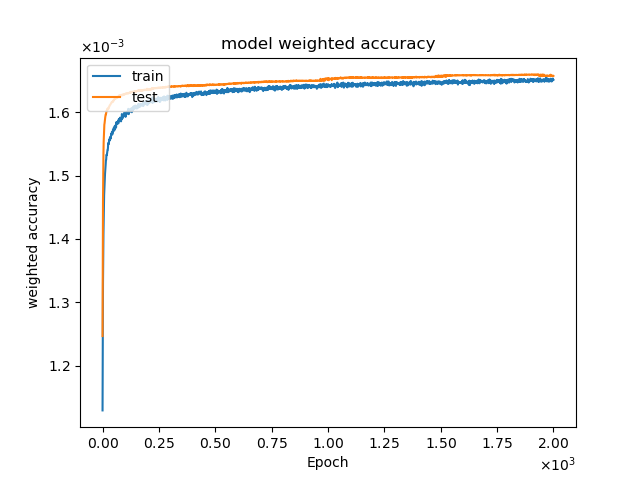 ×10⁻³
model weighted accuracy
train
test
weighted accuracy
1.6
1.5
1.4
1.3
1.2
0.00 0.25 0.50 0.75 1.00 1.25 1.50 1.75 2.00
Epoch
×10³